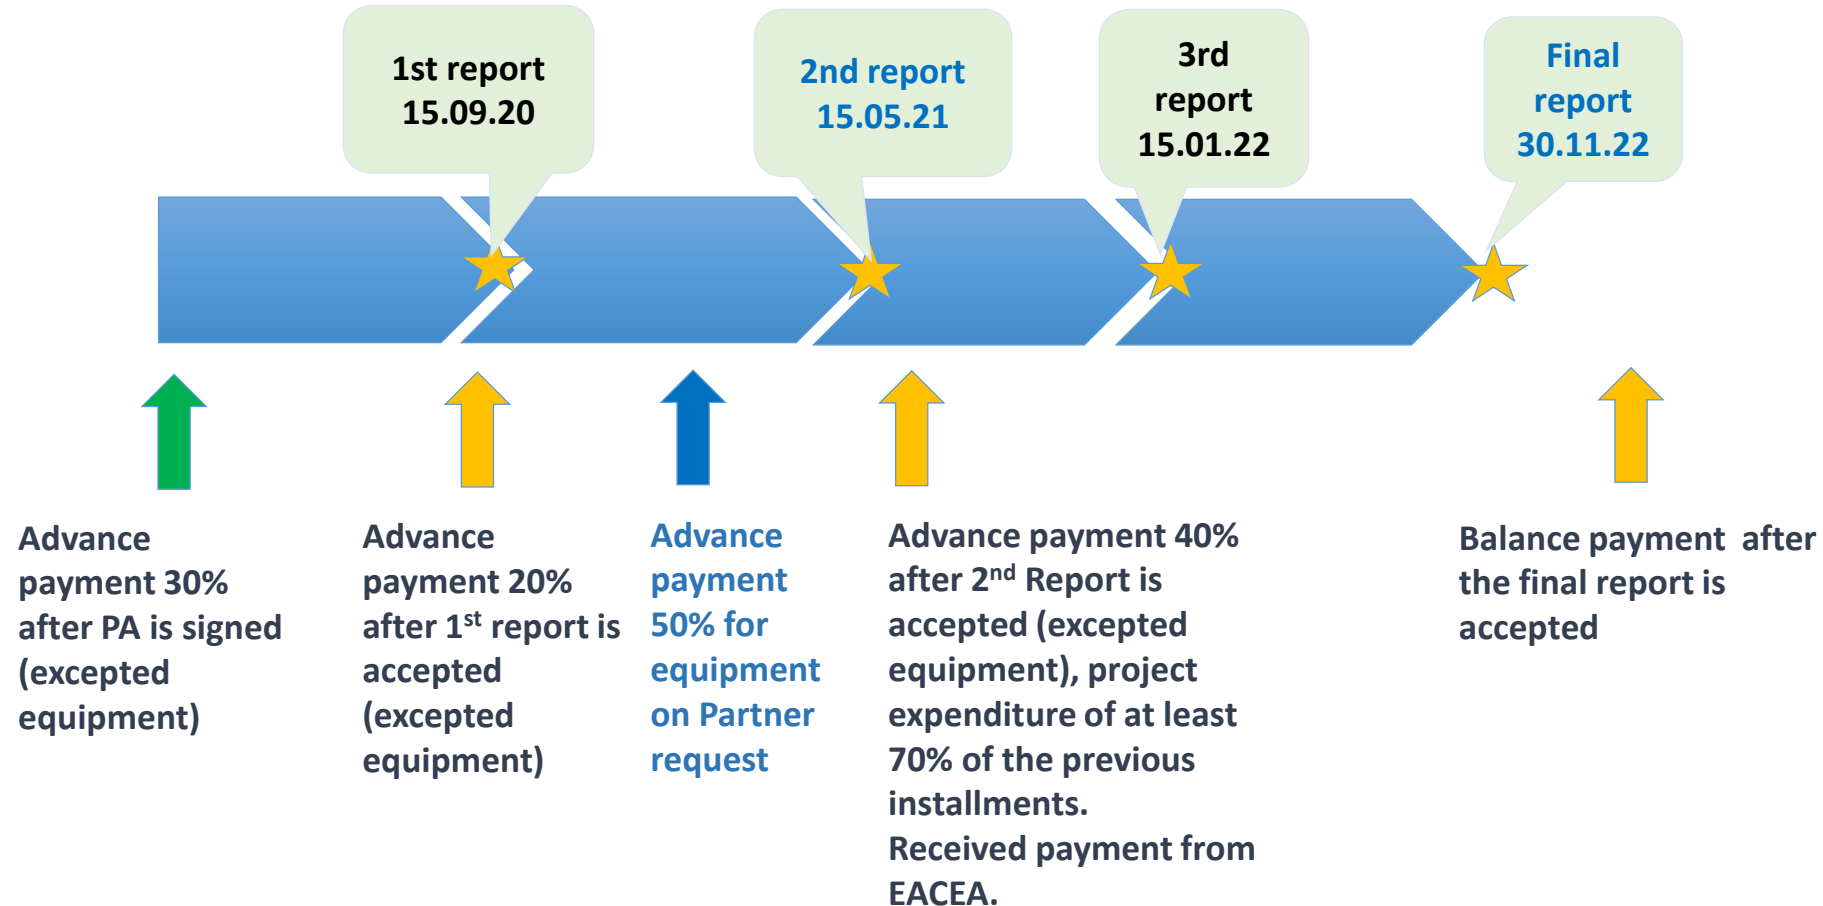 1st report
15.09.20
2nd report
15.05.21
3rd
report
15.01.22
Final
report
30.11.22
Advance
payment 30%
after PA is signed
(excepted
equipment)
Advance
payment 20%
after 1st report is
accepted
(excepted
equipment)
Advance
payment
50% for
equipment
on Partner
request
Advance payment 40%
after 2nd Report is
accepted (excepted
equipment), project
expenditure of at least
70% of the previous
installments.
Received payment from
EACEA.
Balance payment after
the final report is
accepted